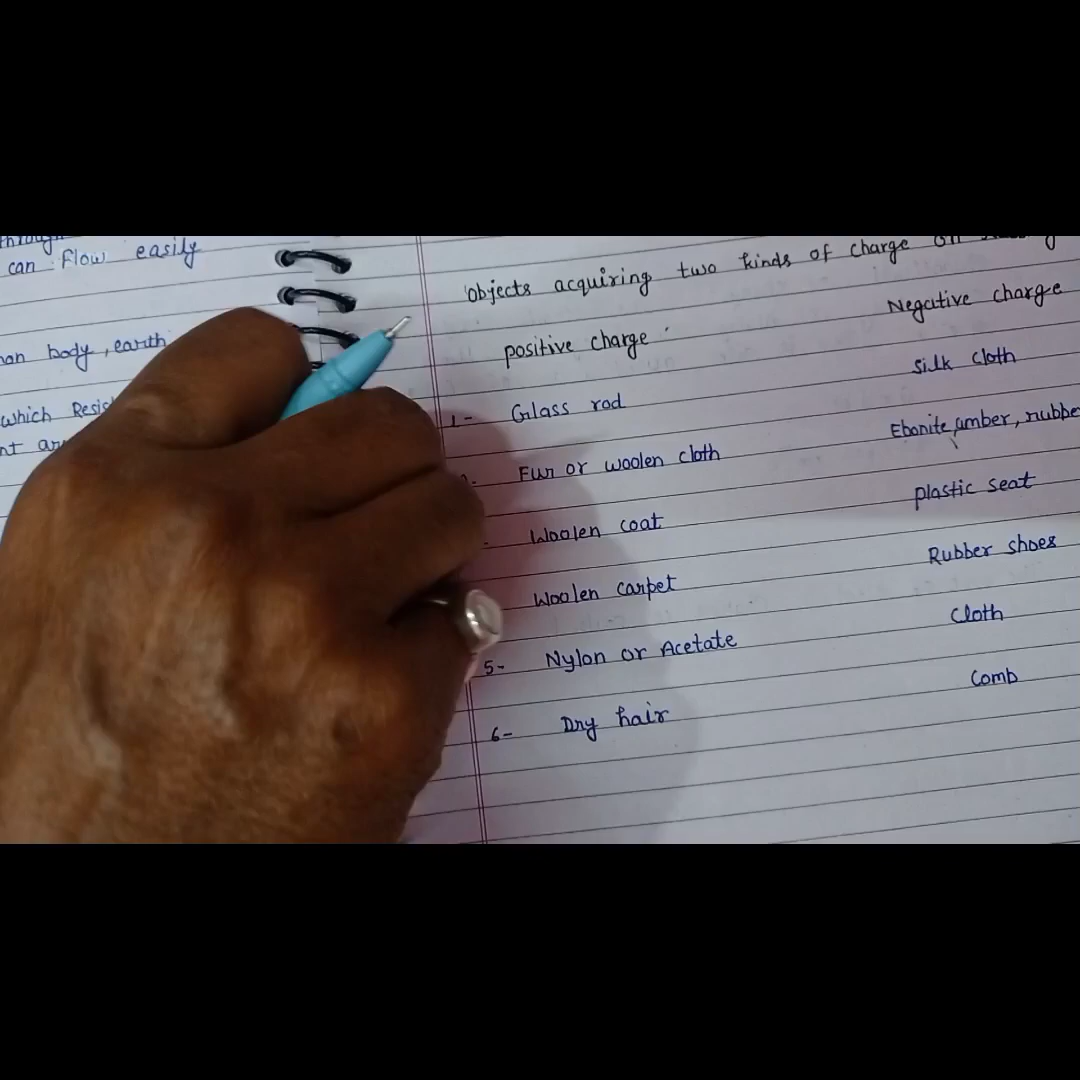 can flow easily
body, earth
which
objects acquiring two kinds of charge
positive charge Negative charge
1- Glass rod Silk cloth
Fur or woolen cloth Ebonite, amber, rubber
Woolen coat plastic seat
Woolen carpet Rubber shoes
5- Nylon or Acetate Cloth
6- Dry hair Comb